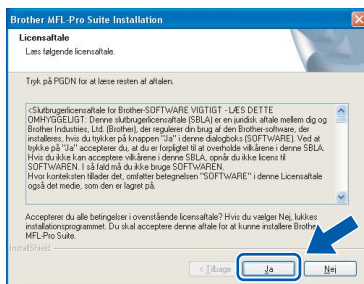 Brother MFL-Pro Suite Installation
Licensaftale
Læs følgende licensaftale.
Tryk på PGDN for at læse resten af aftalen.
<Slutbrugerlicensaftale for Brother-SOFTWARE VIGTIGT - LÆS DETTE
OMHYGGELIGT: Denne slutbrugerlicensaftale (SBLA) er en juridisk aftale mellem dig og
Brother Industries, Ltd. (Brother), der regulerer din brug af den Brother-software, der
installeres, hvis du trykker på knappen "Ja" i denne dialogboks (SOFTWARE). Ved at
trykke på "Ja" accepterer du, at du er forpligtet til at overholde vilkårene i denne SBLA.
Hvis du ikke kan acceptere vilkårene i denne SBLA, opnår du ikke licens til
SOFTWAREN. I så fald må du ikke bruge SOFTWAREN.
Hvor konteksten tillader det, omfatter betegnelsen "SOFTWARE" i denne Licensaftale
også det medie, som den er lagret på.
Accepterer du alle betingelser i ovenstående licensaftale? Hvis du vælger Nej, lukkes
installationsprogrammet. Du skal acceptere denne aftale for at kunne installere Brother
MFL-Pro Suite.
InstallShield
< Tilbage
Ja
Nej